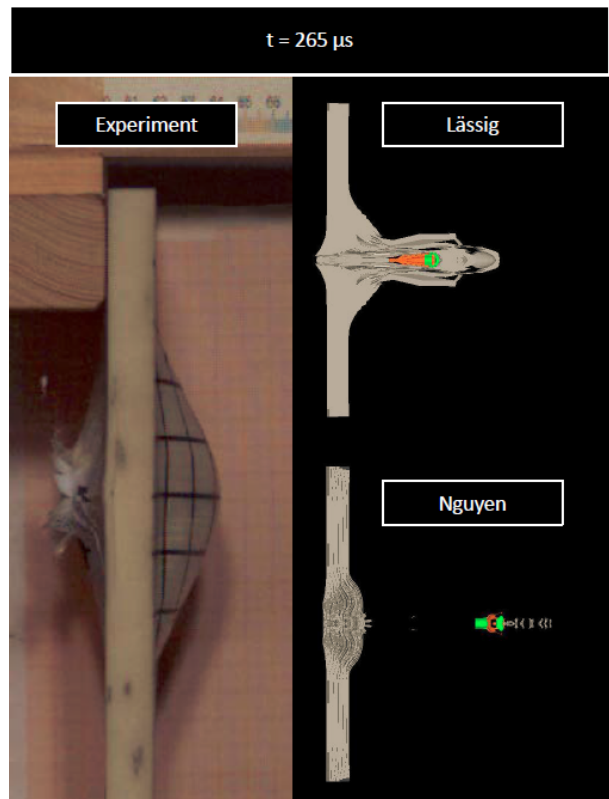 t = 265 µs
Experiment
Lässig
Nguyen